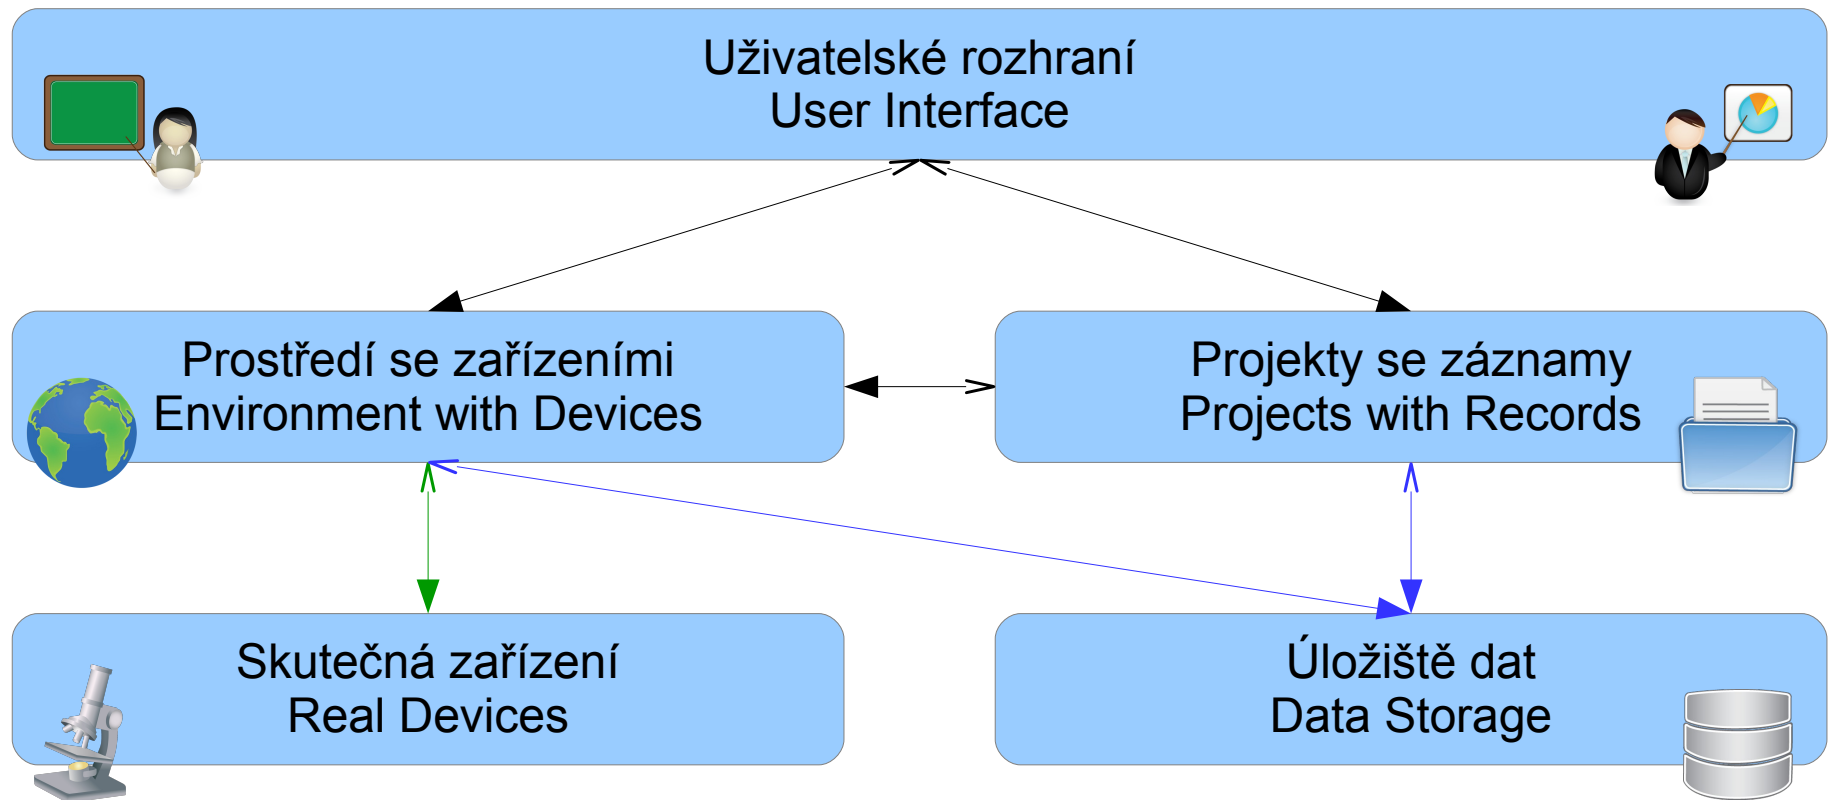 Uživatelské rozhraní
User Interface
Prostředí se zařízeními
Environment with Devices
Projekty se záznamy
Projects with Records
Skutečná zařízení
Real Devices
Úložiště dat
Data Storage